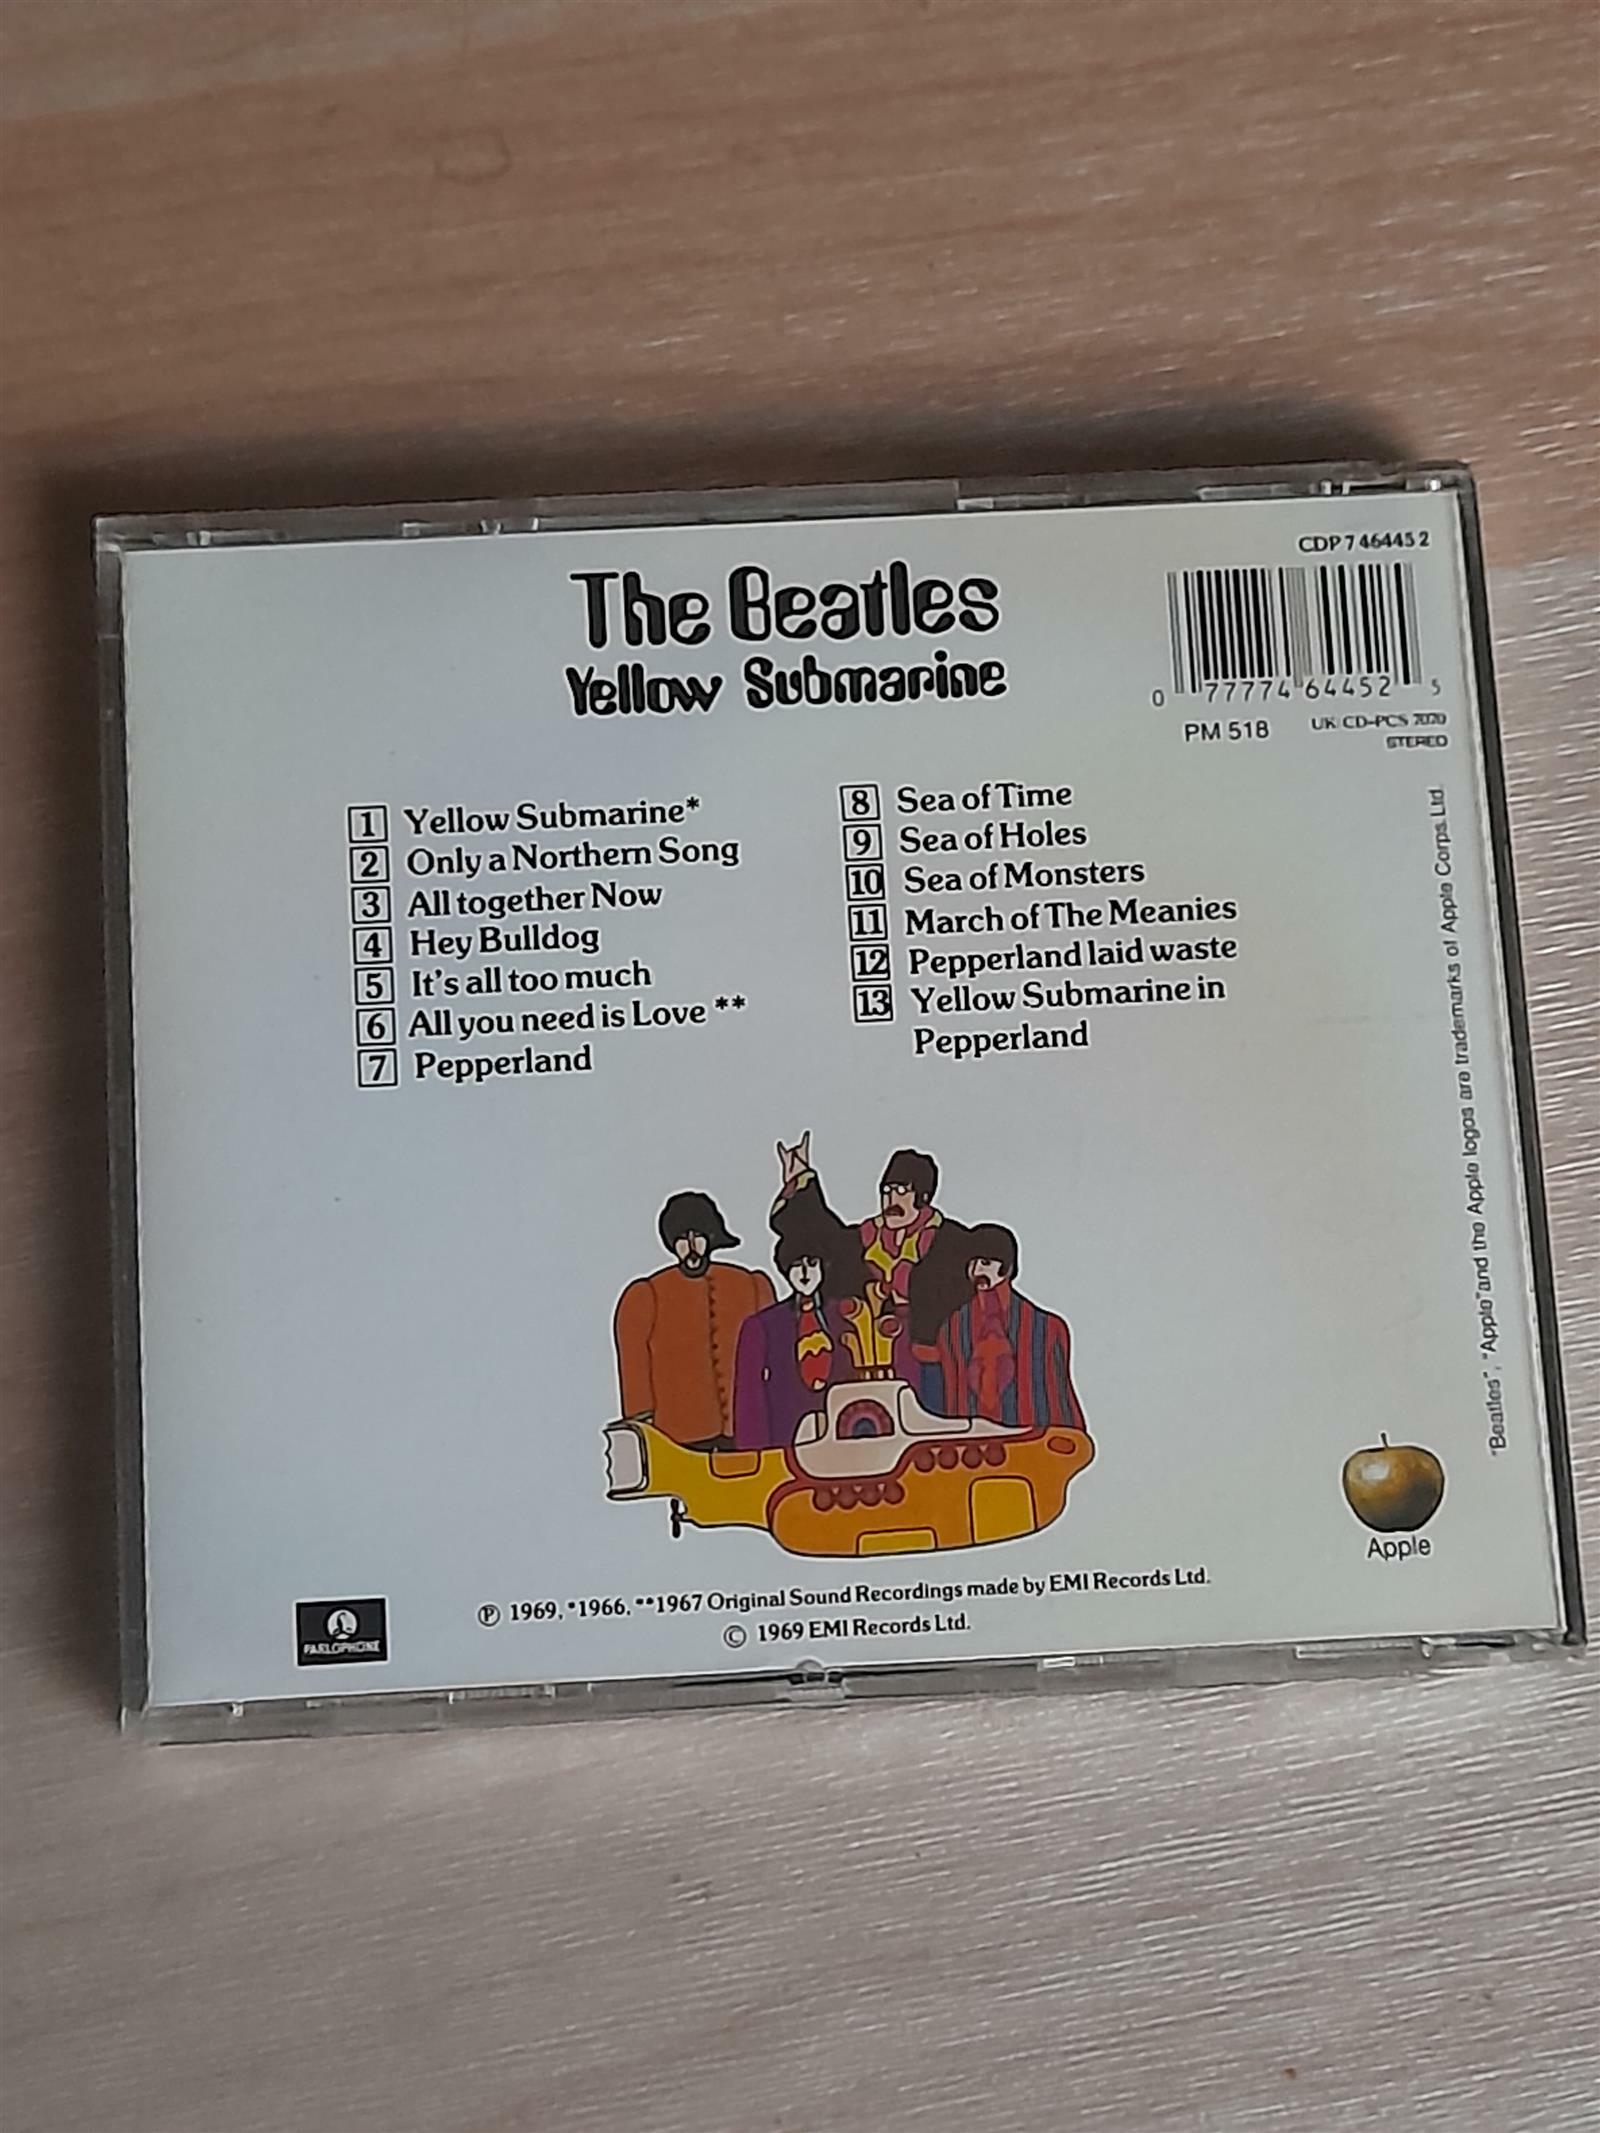 CDP 7 46445 2
The Beatles
Yellow Submarine
0 77774 64452 5
PM 518
UK: CD-PCS 7070
STEREO
1 Yellow Submarine*
2 Only a Northern Song
3 All together Now
4 Hey Bulldog
5 It's all too much
6 All you need is Love **
7 Pepperland
8 Sea of Time
9 Sea of Holes
10 Sea of Monsters
11 March of The Meanies
12 Pepperland laid waste
13 Yellow Submarine in
Pepperland
"Beatles", "Apple" and the Apple logos are trademarks of Apple Corps Ltd.
Apple
PARLOPHONE
Ⓟ 1969, *1966, **1967 Original Sound Recordings made by EMI Records Ltd.
© 1969 EMI Records Ltd.